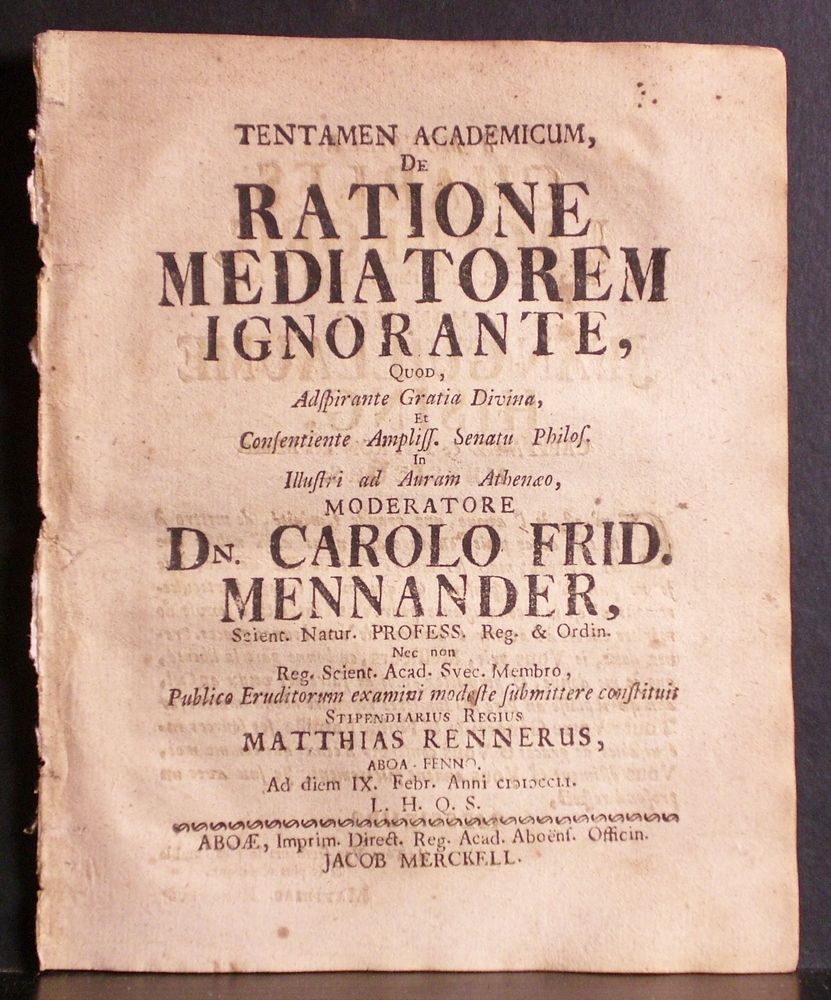 TENTAMEN ACADEMICUM,
DE
RATIONE
MEDIATOREM
IGNORANTE,
QUOD,
Adſpirante Gratia Divina,
Et
Conſentiente Ampliſſ. Senatu Philoſ.
In
Illuſtri ad Auram Athenæo,
MODERATORE
DN. CAROLO FRID.
MENNANDER,
Scient. Natur. PROFESS. Reg. & Ordin.
Nec non
Reg. Scient. Acad. Svec. Membro,
Publico Eruditorum examini modeſte ſubmittere conſtituit
STIPENDIARIUS REGIUS
MATTHIAS RENNERUS,
ABOA-FENNO.
Ad diem IX. Febr. Anni CIƆIƆCCLI.
L. H. Q. S.
ABOÆ, Imprim. Direct. Reg. Acad. Aboënſ. Officin.
JACOB MERCKELL.